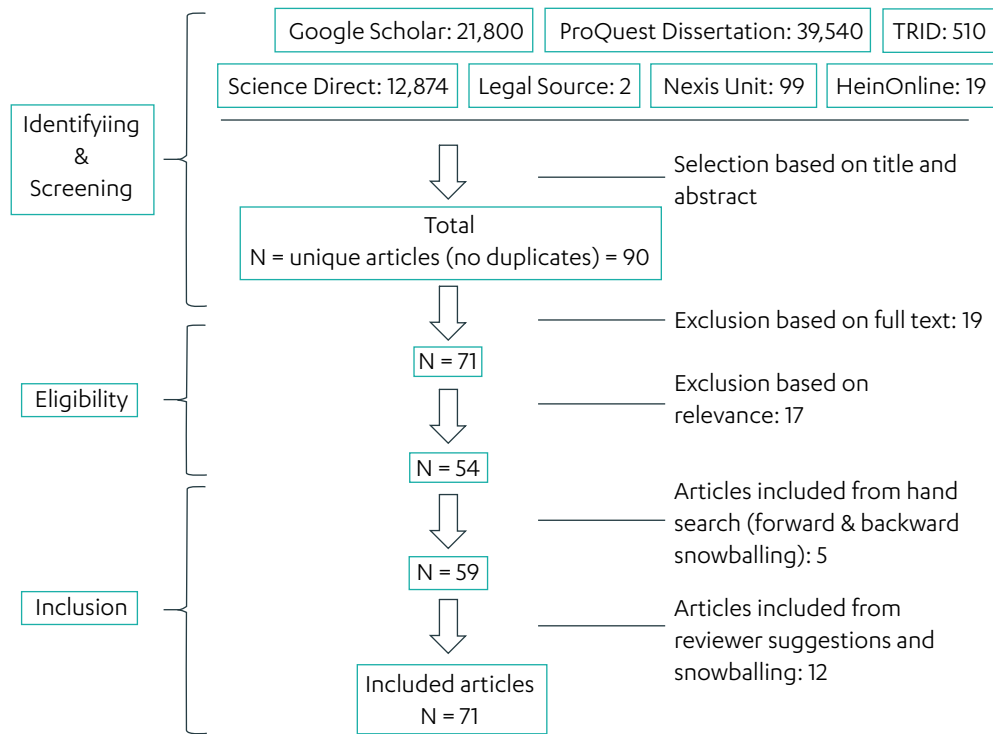 Google Scholar: 21,800
ProQuest Dissertation: 39,540
TRID: 510
Science Direct: 12,874
Legal Source: 2
Nexis Unit: 99
HeinOnline: 19
Identifyiing
&
Screening
Selection based on title and
abstract
Total
N = unique articles (no duplicates) = 90
Exclusion based on full text: 19
N = 71
Eligibility
Exclusion based on
relevance: 17
N = 54
Articles included from hand
search (forward & backward
snowballing): 5
N = 59
Inclusion
Articles included from
reviewer suggestions and
snowballing: 12
Included articles
N = 71